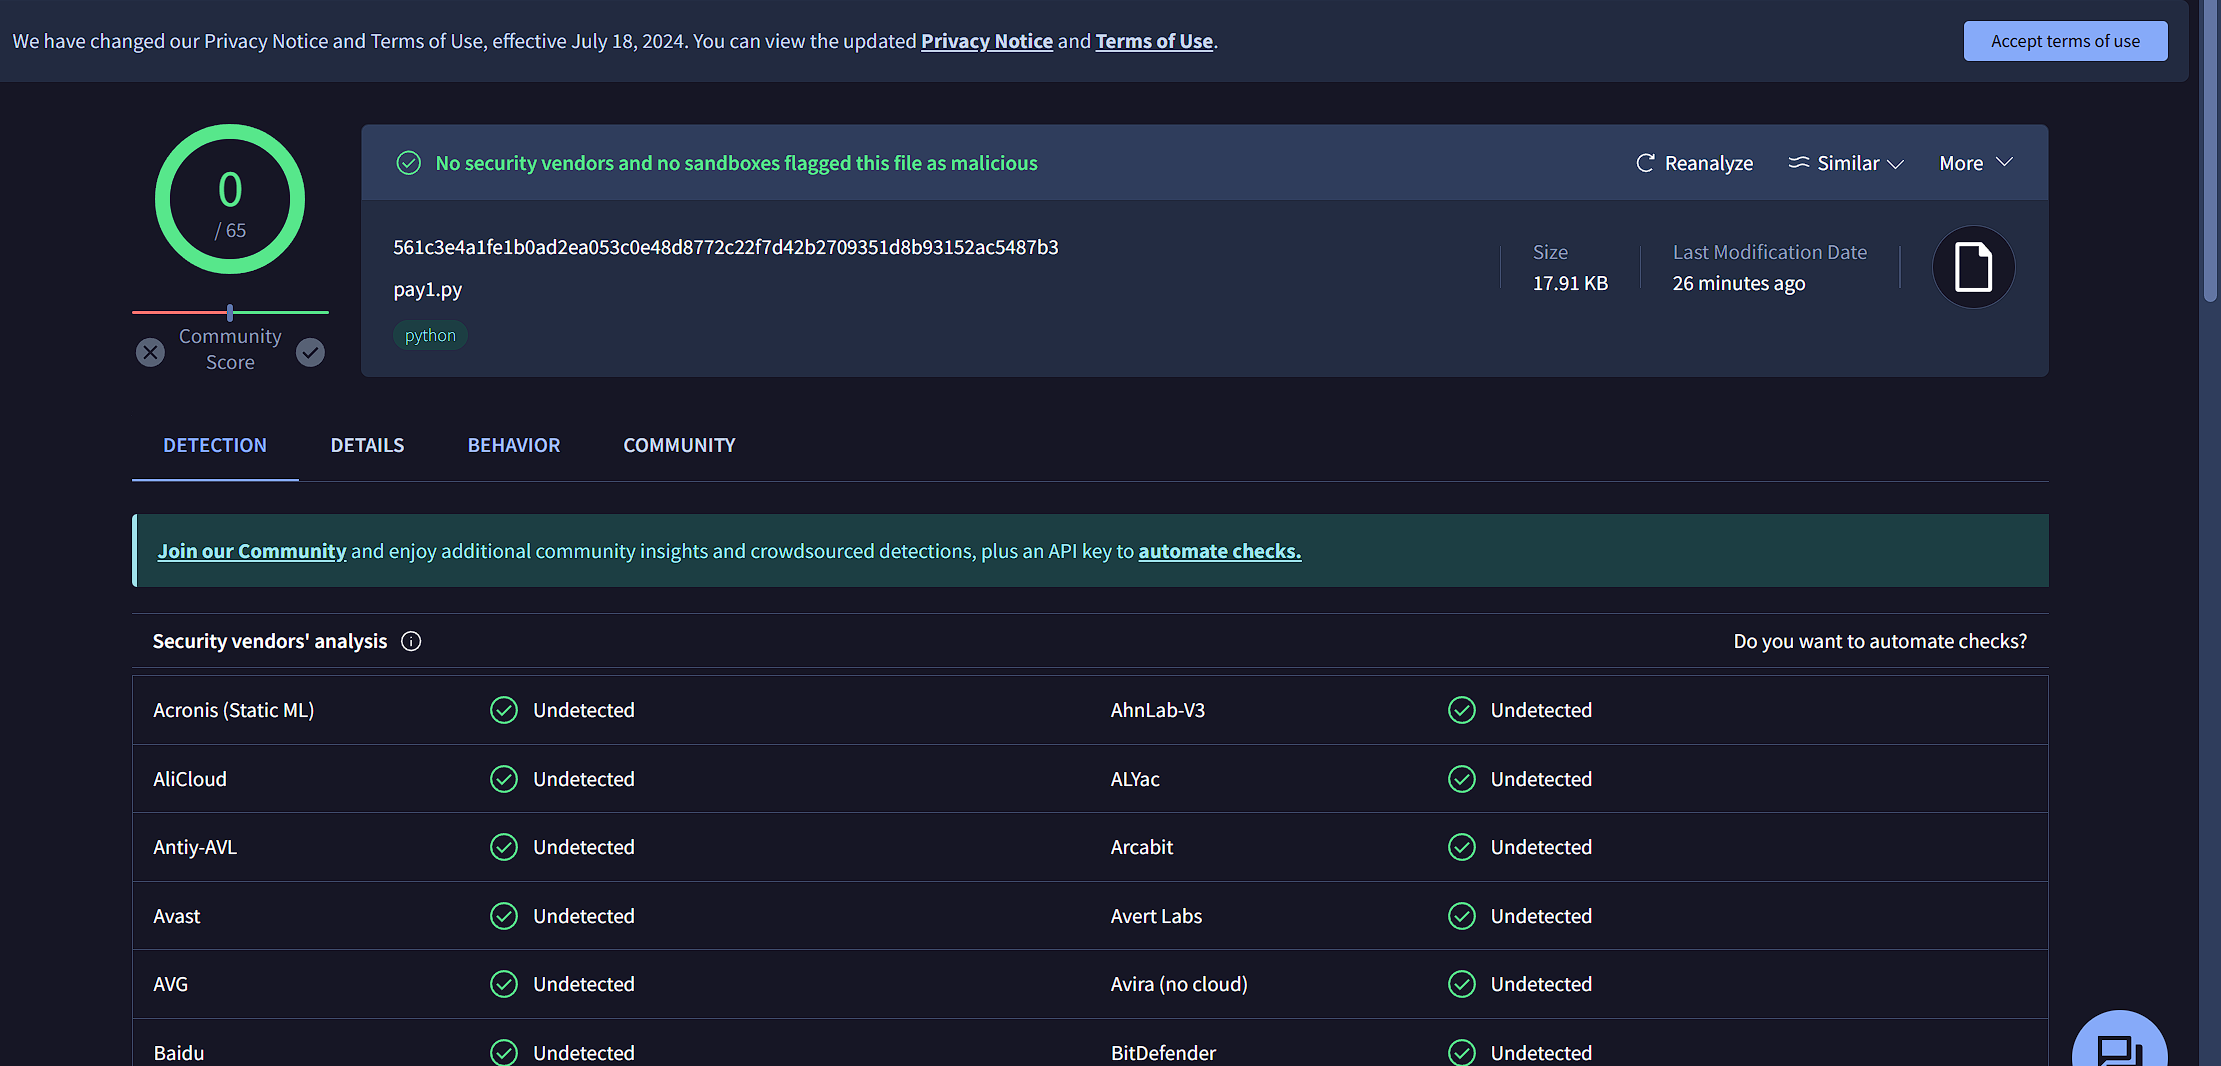 We have changed our Privacy Notice and Terms of Use, effective July 18, 2024. You can view the updated Privacy Notice and Terms of Use.
Accept terms of use
0
/ 65
Community
Score
No security vendors and no sandboxes flagged this file as malicious
Reanalyze
Similar
More
561c3e4a1fe1b0ad2ea053c0e48d8772c22f7d42b2709351d8b93152ac5487b3
pay1.py
python
Size
17.91 KB
Last Modification Date
26 minutes ago
DETECTION
DETAILS
BEHAVIOR
COMMUNITY
Join our Community and enjoy additional community insights and crowdsourced detections, plus an API key to automate checks.
Security vendors' analysis
Do you want to automate checks?
Acronis (Static ML)
Undetected
AhnLab-V3
Undetected
AliCloud
Undetected
ALYac
Undetected
Antiy-AVL
Undetected
Arcabit
Undetected
Avast
Undetected
Avert Labs
Undetected
AVG
Undetected
Avira (no cloud)
Undetected
Baidu
Undetected
BitDefender
Undetected